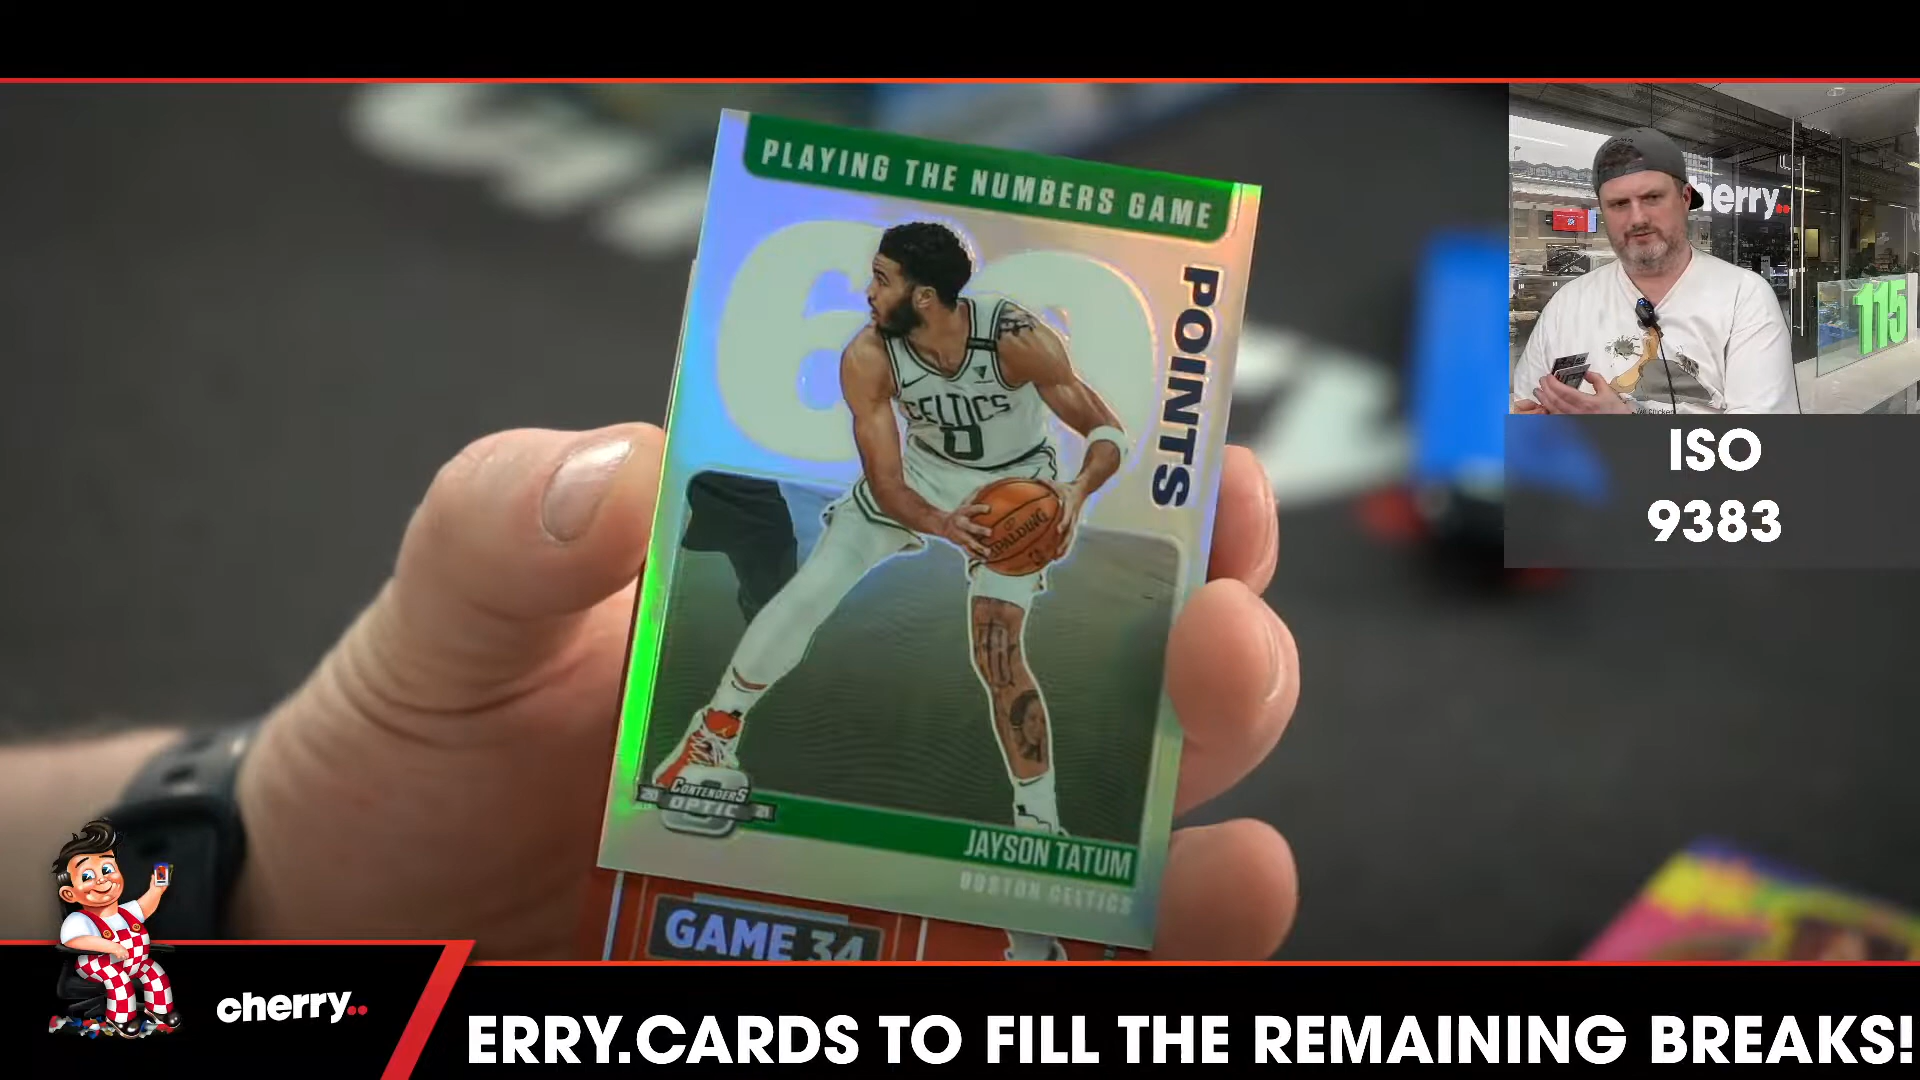 PLAYING THE NUMBERS GAME
60
POINTS
CELTICS
0
SPALDING
CONTENDERS
20 OPTIC 21
JAYSON TATUM
BOSTON CELTICS
GAME 34
cherry..
115
ISO
9383
cherry..
ERRY.CARDS TO FILL THE REMAINING BREAKS!